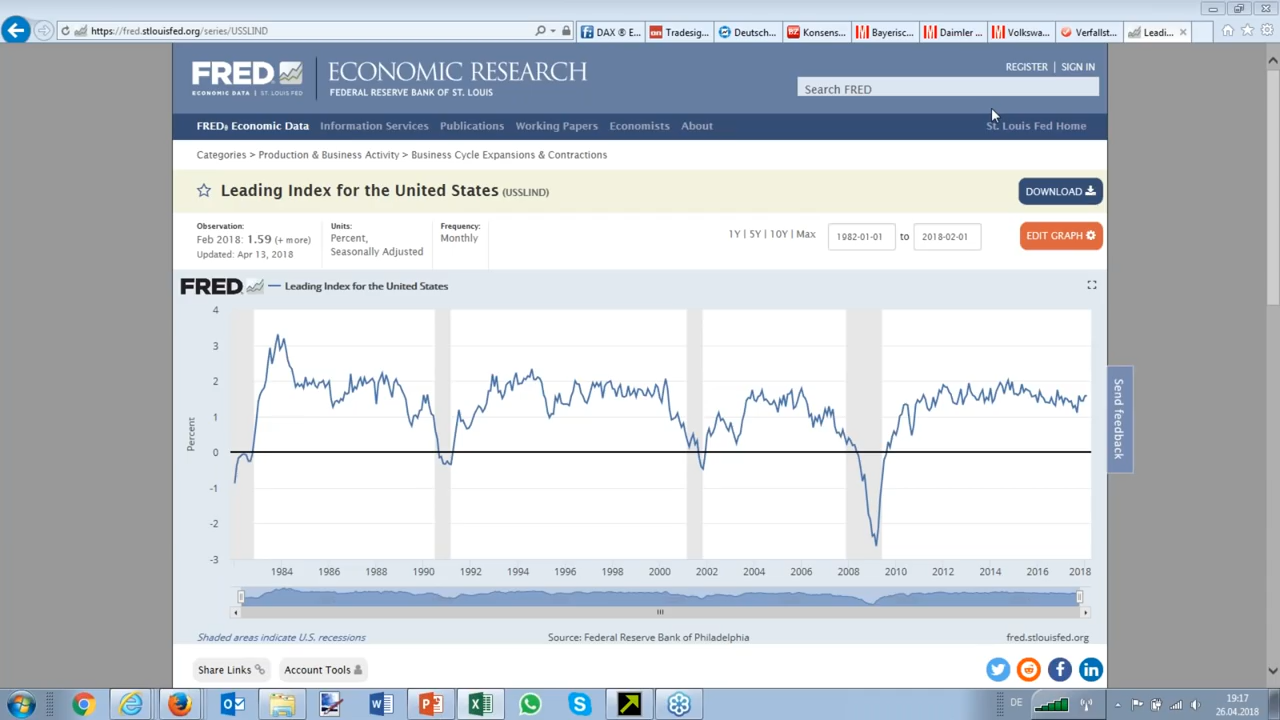 https://fred.stlouisfed.org/series/USSLIND
DAX ® E...
Tradesig...
Deutsch...
Konsens...
Bayerisc...
Daimler ...
Volkswa...
Verfallst...
Leadi...
REGISTER | SIGN IN
FRED
ECONOMIC DATA | ST. LOUIS FED
ECONOMIC RESEARCH
FEDERAL RESERVE BANK OF ST. LOUIS
Search FRED
FRED® Economic Data Information Services Publications Working Papers Economists About St. Louis Fed Home
Categories > Production & Business Activity > Business Cycle Expansions & Contractions
Leading Index for the United States (USSLIND)
DOWNLOAD
Observation:
Feb 2018: 1.59 (+ more)
Updated: Apr 13, 2018
Units:
Percent,
Seasonally Adjusted
Frequency:
Monthly
1Y | 5Y | 10Y | Max
1982-01-01 to 2018-02-01
EDIT GRAPH
FRED
Leading Index for the United States
4
3
2
1
0
-1
-2
-3
Percent
1984 1986 1988 1990 1992 1994 1996 1998 2000 2002 2004 2006 2008 2010 2012 2014 2016 2018
Send feedback
Shaded areas indicate U.S. recessions
Source: Federal Reserve Bank of Philadelphia
fred.stlouisfed.org
Share Links
Account Tools
DE
19:17
26.04.2018